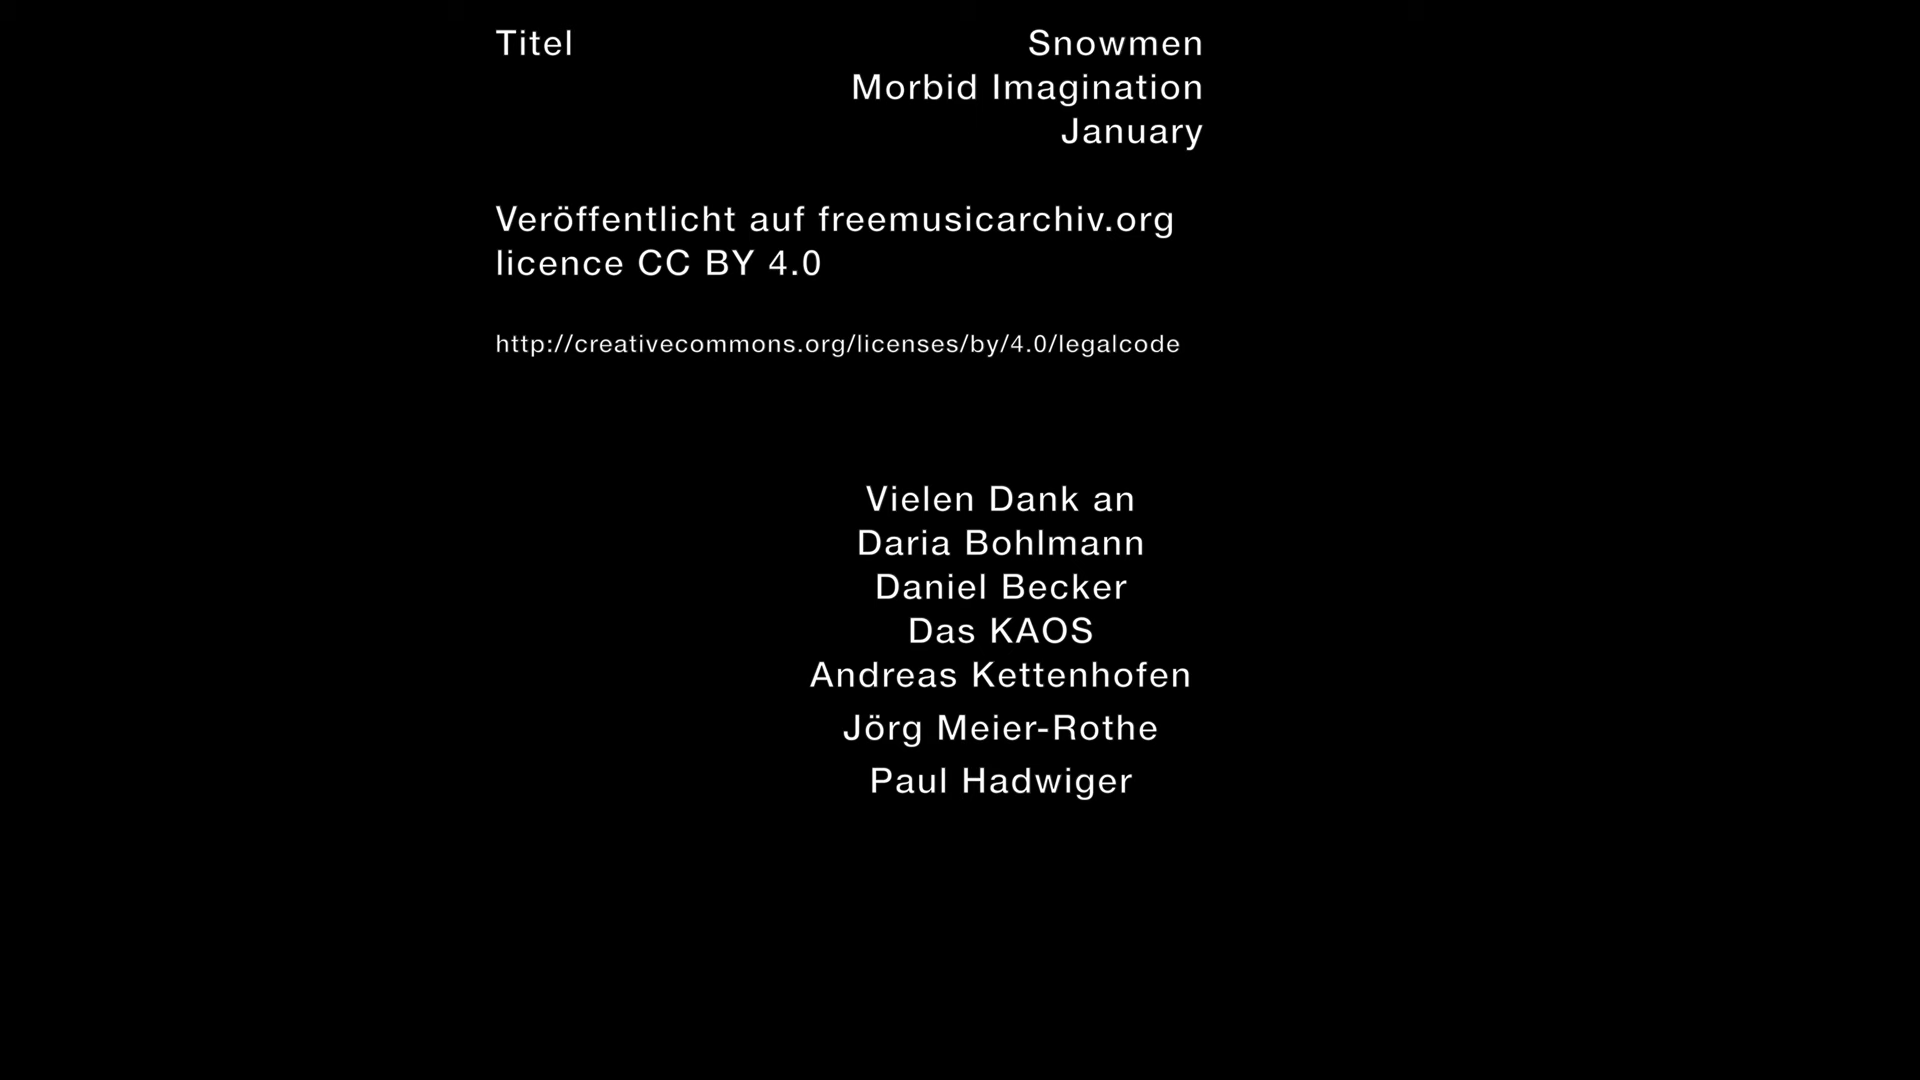 Titel Snowmen
Morbid Imagination
January
Veröffentlicht auf freemusicarchiv.org
licence CC BY 4.0
http://creativecommons.org/licenses/by/4.0/legalcode
Vielen Dank an
Daria Bohlmann
Daniel Becker
Das KAOS
Andreas Kettenhofen
Jörg Meier-Rothe
Paul Hadwiger